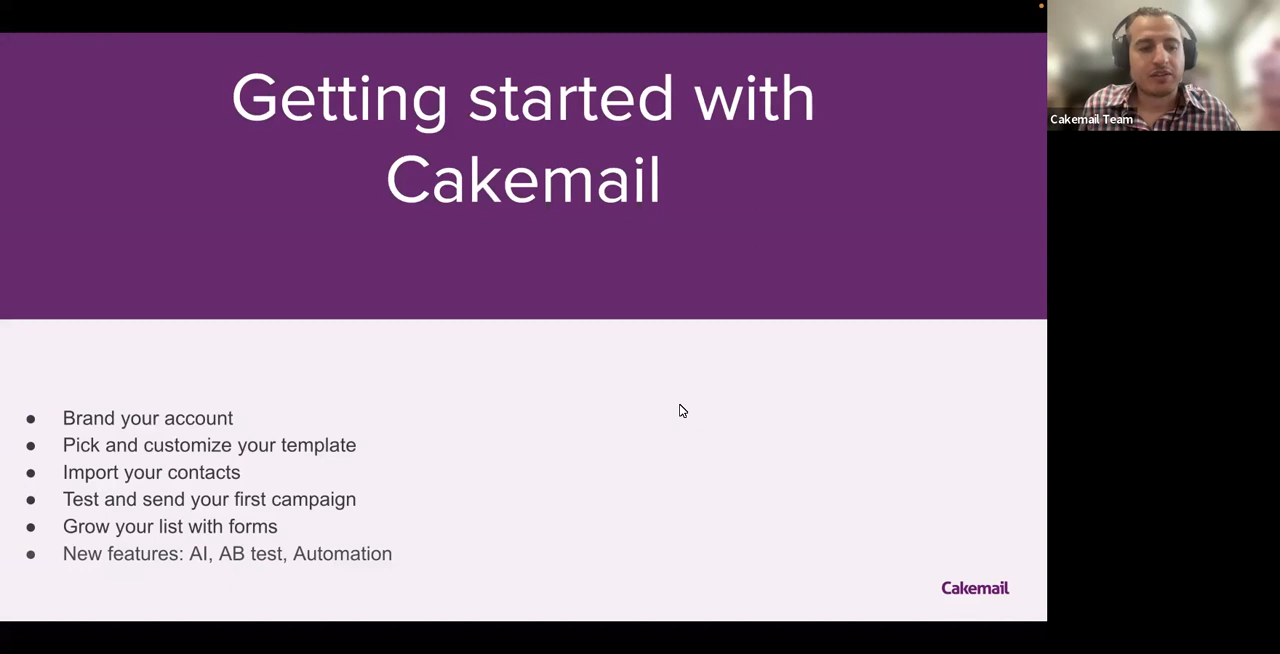 Getting started with
Cakemail
Cakemail Team
● Brand your account
● Pick and customize your template
● Import your contacts
● Test and send your first campaign
● Grow your list with forms
● New features: AI, AB test, Automation
Cakemail